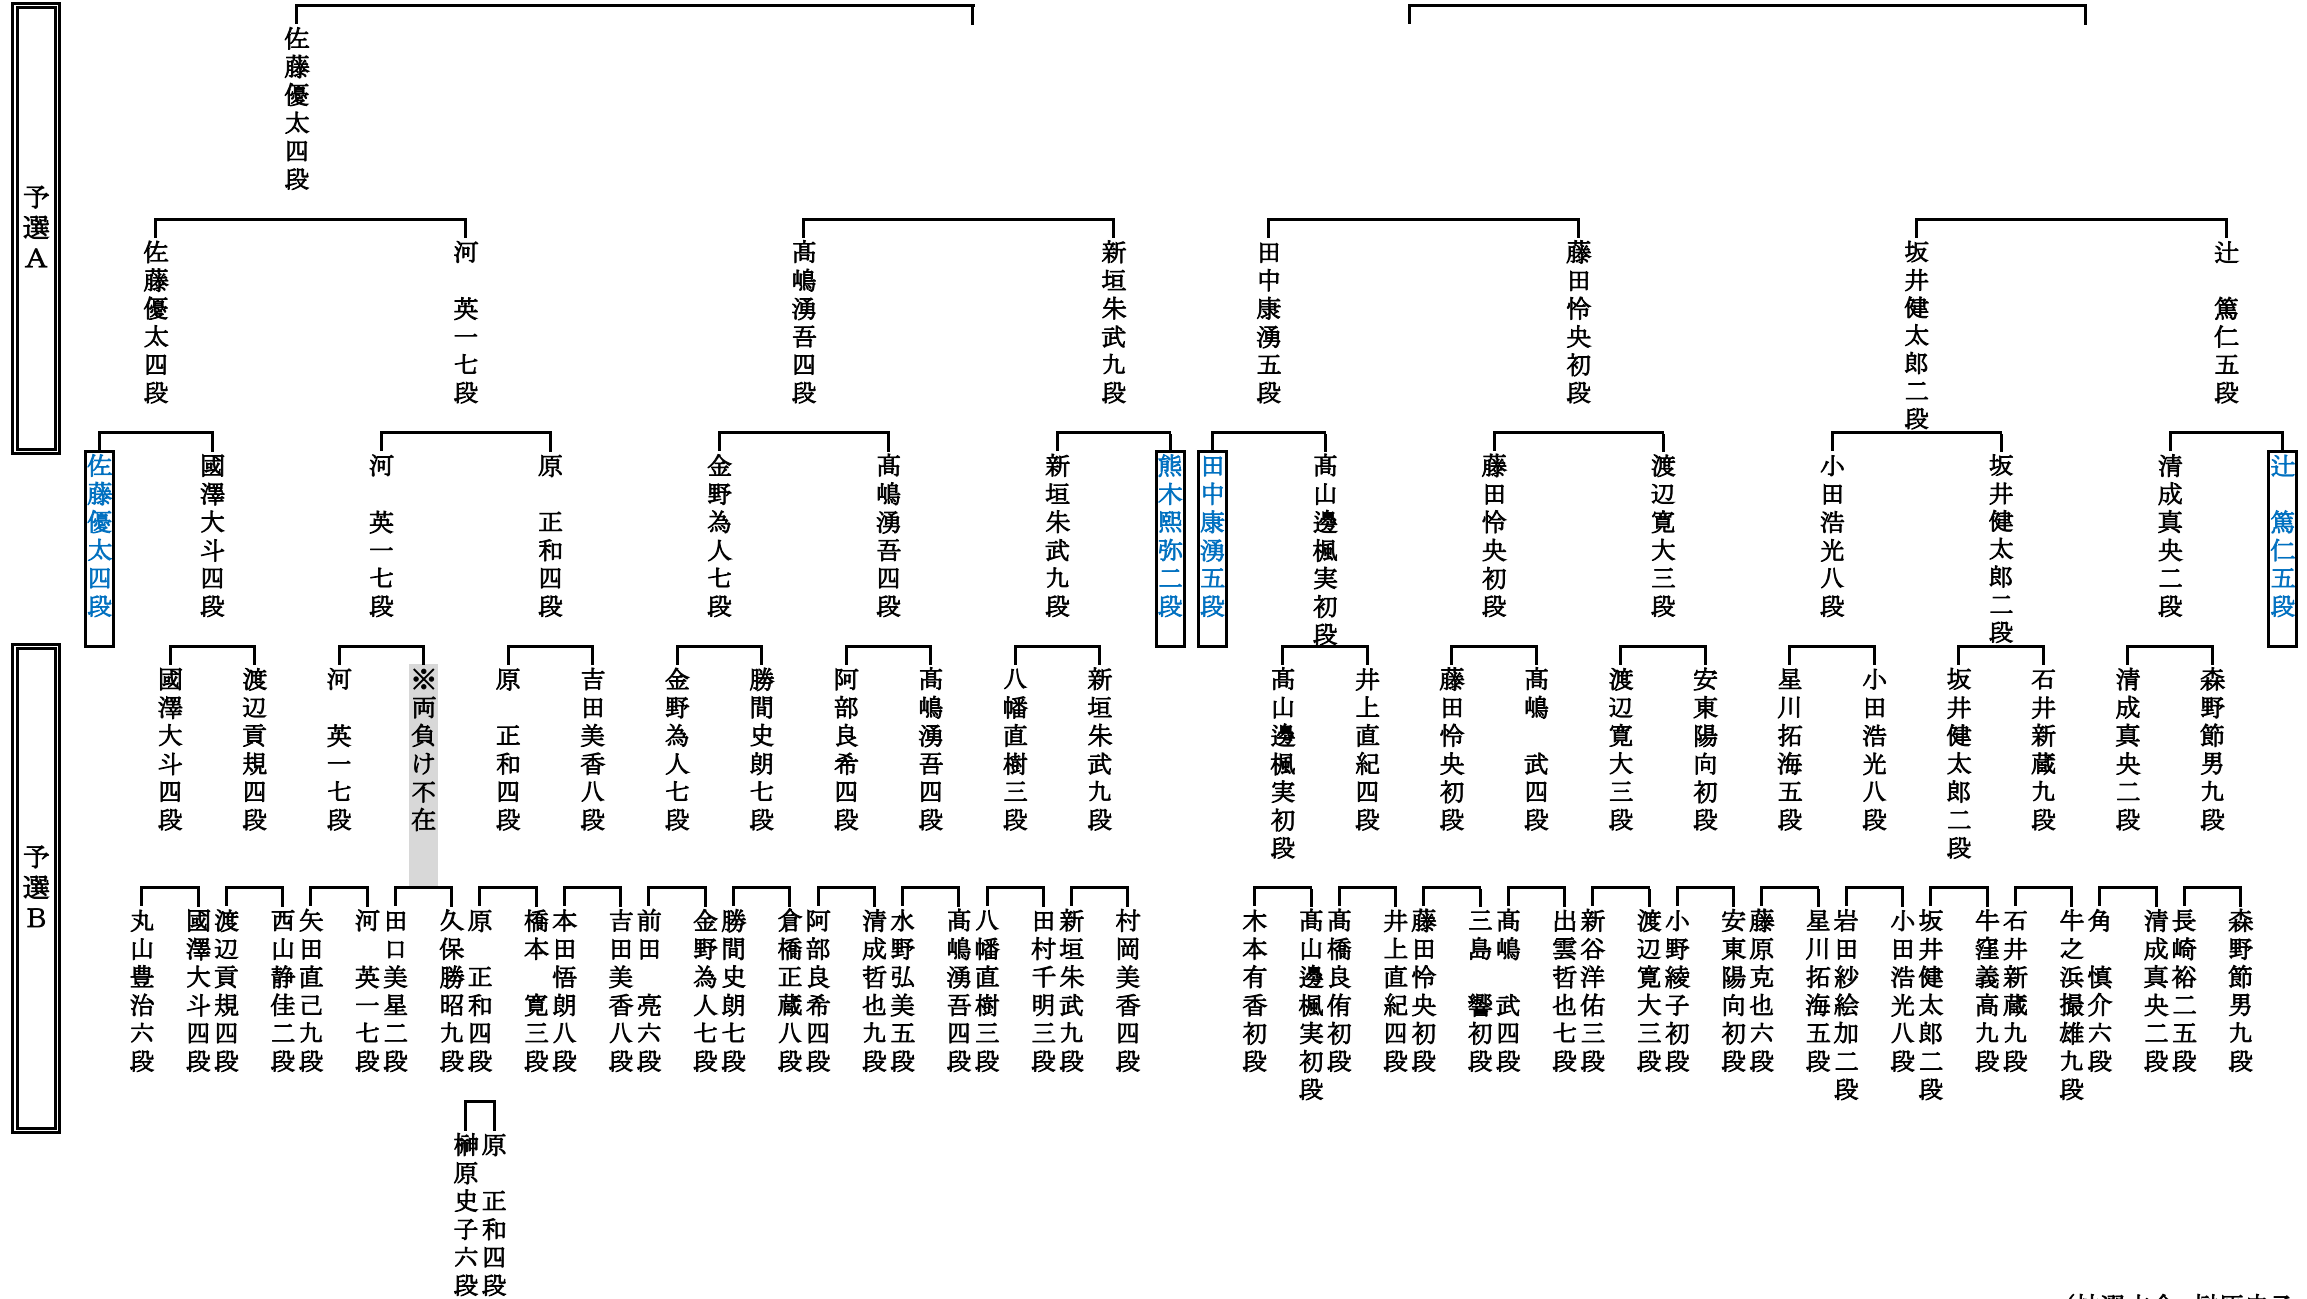 予選A
佐藤優太四段
佐藤優太四段
河 英一七段
髙嶋湧吾四段
新垣朱武九段
田中康湧五段
藤田怜央初段
坂井健太郎二段
辻 篤仁五段
佐藤優太四段
國澤大斗四段
河 英一七段
原 正和四段
金野為人七段
髙嶋湧吾四段
新垣朱武九段
熊木熙弥二段
田中康湧五段
髙山邊楓実初段
藤田怜央初段
渡辺寛大三段
小田浩光八段
坂井健太郎二段
清成真央二段
辻 篤仁五段
予選B
國澤大斗四段
渡辺貢規四段
河 英一七段
※両負け不在
原 正和四段
吉田美香八段
金野為人七段
勝間史朗七段
阿部良希四段
髙嶋湧吾四段
八幡直樹三段
新垣朱武九段
髙山邊楓実初段
井上直紀四段
藤田怜央初段
髙嶋 武四段
渡辺寛大三段
安東陽向初段
星川拓海五段
小田浩光八段
坂井健太郎二段
石井新蔵九段
清成真央二段
森野節男九段
丸山豊治六段
國澤大斗四段
渡辺貢規四段
西山静佳二段
矢田直己九段
河 英一七段
田口美星二段
久保勝昭九段
原 正和四段
橋本 寛三段
本田悟朗八段
吉田美香八段
前田 亮六段
金野為人七段
勝間史朗七段
倉橋正蔵八段
阿部良希四段
清成哲也九段
水野弘美五段
髙嶋湧吾四段
八幡直樹三段
田村千明三段
新垣朱武九段
村岡美香四段
木本有香初段
髙山邊楓実初段
髙橋良侑初段
井上直紀四段
藤田怜央初段
三島 響初段
髙嶋 武四段
出雲哲也七段
新谷洋佑三段
渡辺寛大三段
小野綾子初段
安東陽向初段
藤原克也六段
星川拓海五段
岩田紗絵加二段
小田浩光八段
坂井健太郎二段
牛窪義高九段
石井新蔵九段
牛之浜撮雄九段
角 慎介六段
清成真央二段
長崎裕二五段
森野節男九段
榊原史子六段
原 正和四段